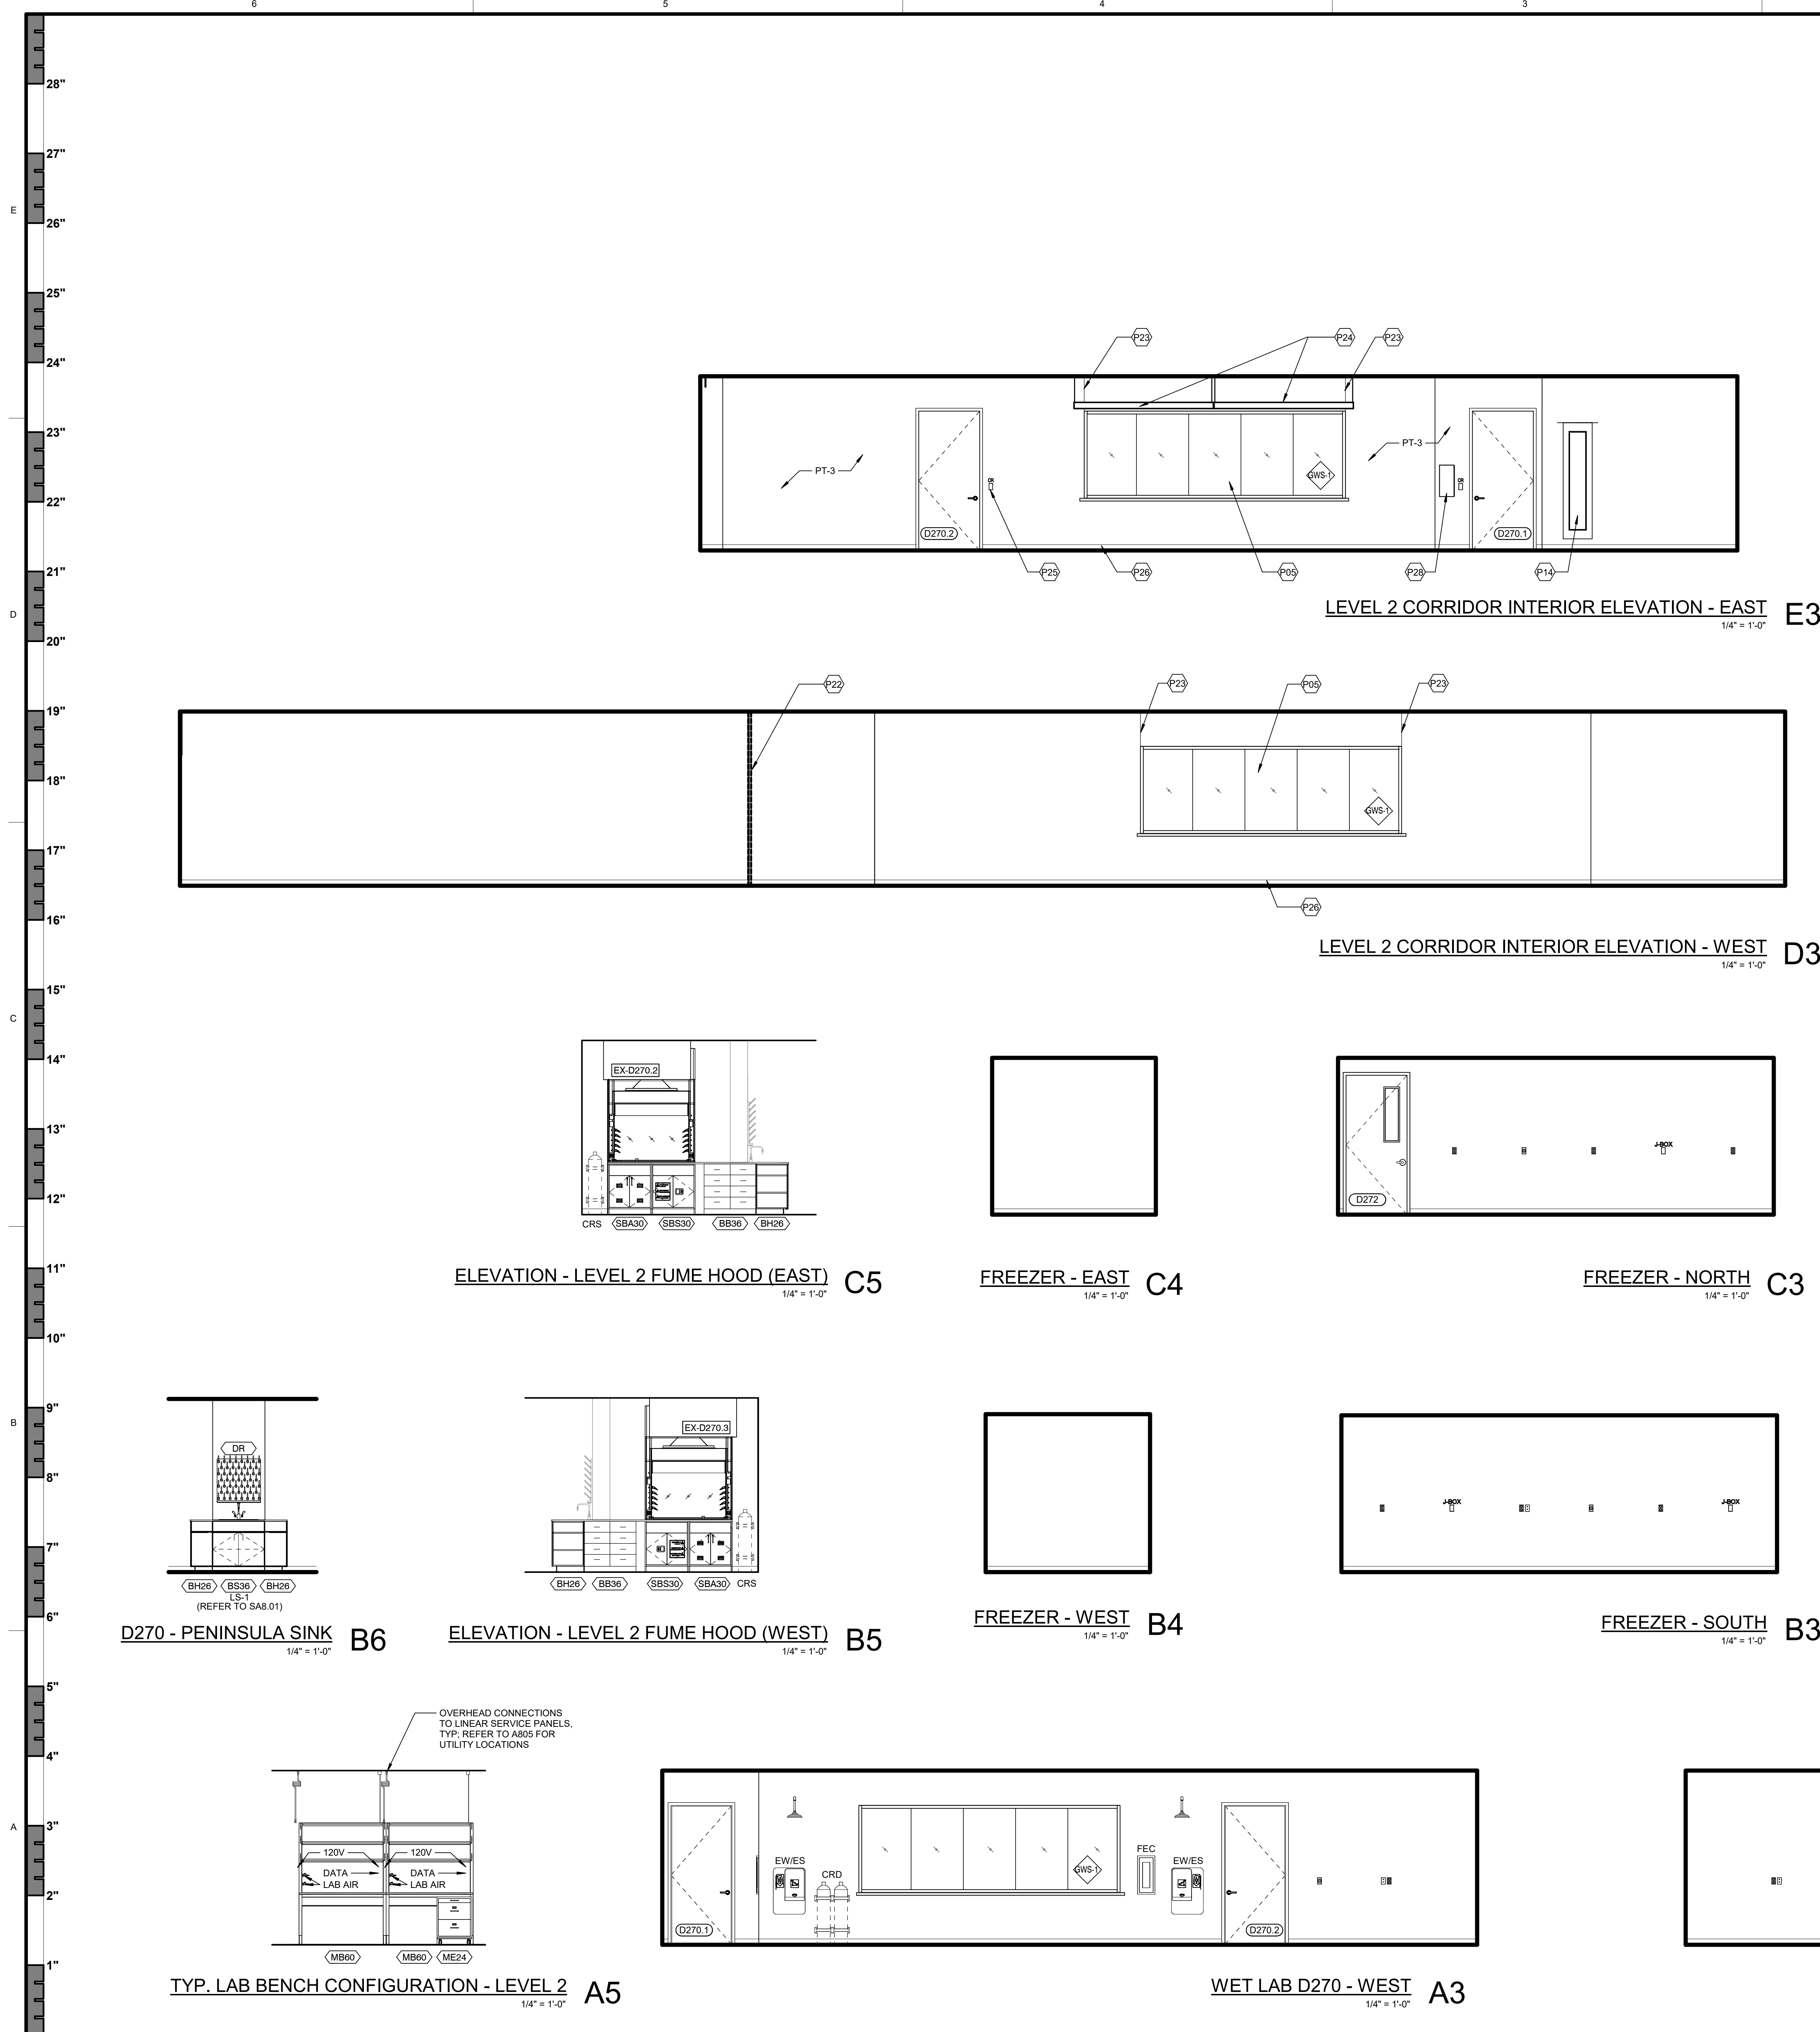 6 5 4 3
28"
27"
E
26"
25"
24"
23"
22"
21"
D
20"
19"
18"
17"
16"
15"
C
14"
13"
12"
11"
10"
B
9"
8"
7"
6"
5"
4"
A
3"
2"
1"
P23 P24 P23
PT-3 PT-3
GWS-1
CR CR
D270.2 D270.1
P25 P26 P05 P28 P14
LEVEL 2 CORRIDOR INTERIOR ELEVATION - EAST E3
1/4" = 1'-0"
P22 P23 P05 P23
GWS-1
P26
LEVEL 2 CORRIDOR INTERIOR ELEVATION - WEST D3
1/4" = 1'-0"
EX-D270.2
CRS SBA30 SBS30 BB36 BH26
ELEVATION - LEVEL 2 FUME HOOD (EAST) C5
1/4" = 1'-0"
FREEZER - EAST C4
1/4" = 1'-0"
J-BOX
D272
FREEZER - NORTH C3
1/4" = 1'-0"
DR
BH26 BS36 BH26
LS-1
(REFER TO SA8.01)
D270 - PENINSULA SINK B6
1/4" = 1'-0"
EX-D270.3
BH26 BB36 SBS30 SBA30 CRS
ELEVATION - LEVEL 2 FUME HOOD (WEST) B5
1/4" = 1'-0"
FREEZER - WEST B4
1/4" = 1'-0"
J-BOX J-BOX
FREEZER - SOUTH B3
1/4" = 1'-0"
OVERHEAD CONNECTIONS
TO LINEAR SERVICE PANELS,
TYP; REFER TO A805 FOR
UTILITY LOCATIONS
120V 120V
DATA DATA
LAB AIR LAB AIR
MB60 MB60 ME24
TYP. LAB BENCH CONFIGURATION - LEVEL 2 A5
1/4" = 1'-0"
EW/ES CRD GWS-1 FEC EW/ES
D270.1 D270.2
WET LAB D270 - WEST A3
1/4" = 1'-0"